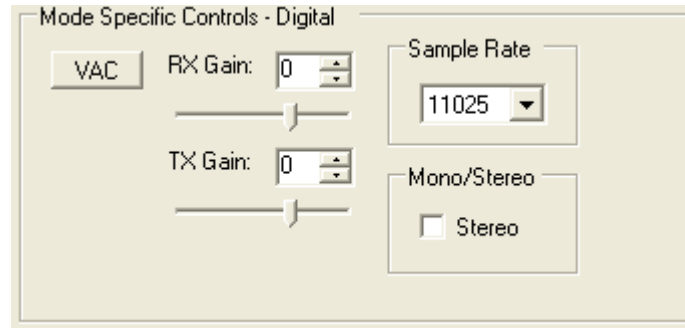 Mode Specific Controls - Digital
VAC
RX Gain: 0
TX Gain: 0
Sample Rate
11025
Mono/Stereo
Stereo